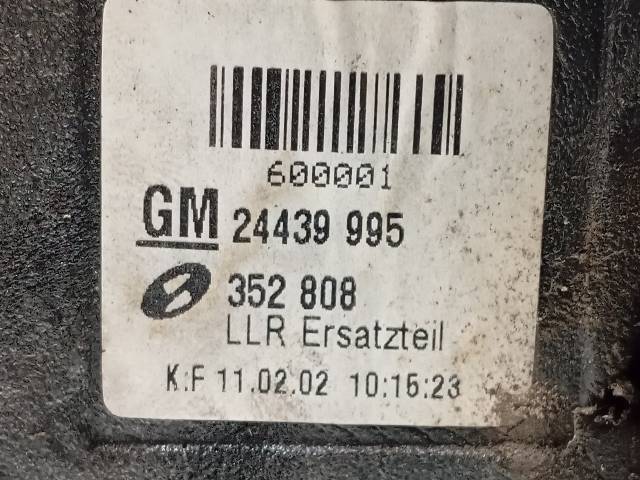 600001
GM 24439 995
352 808
LLR Ersatzteil
K:F 11.02.02 10:15:23